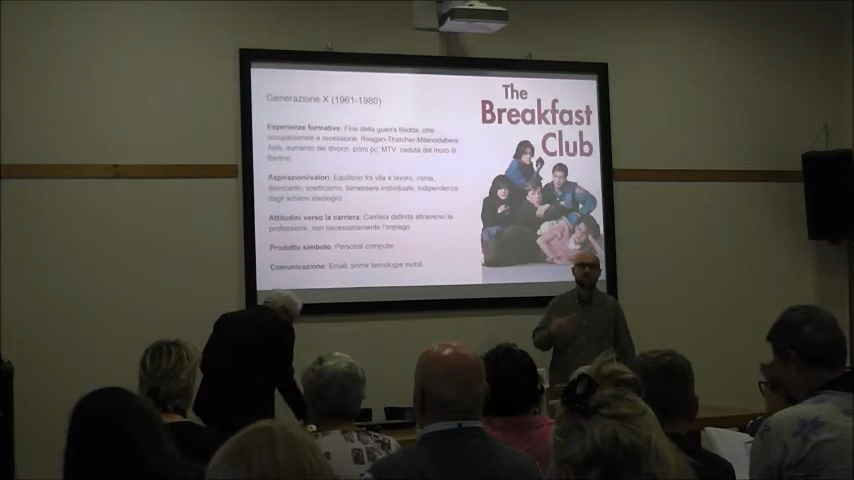 Generazione X (1961-1980)
Esperienze formative: Fine della guerra fredda, crisi
occupazionale e recessione, Reagan-Thatcher-Milanodabere,
Aids, aumento dei divorzi, primi pc, MTV, caduta del muro di
Berlino
Aspirazioni/valori: Equilibrio fra vita e lavoro, ironia,
disincanto, scetticismo, benessere individuale, indipendenza
dagli schemi ideologici
Attitudini verso la carriera: Carriera definita attraverso la
professione, non necessariamente l'impiego
Prodotto simbolo: Personal computer
Comunicazione: Email, prime tecnologie mobili
The
Breakfast
Club